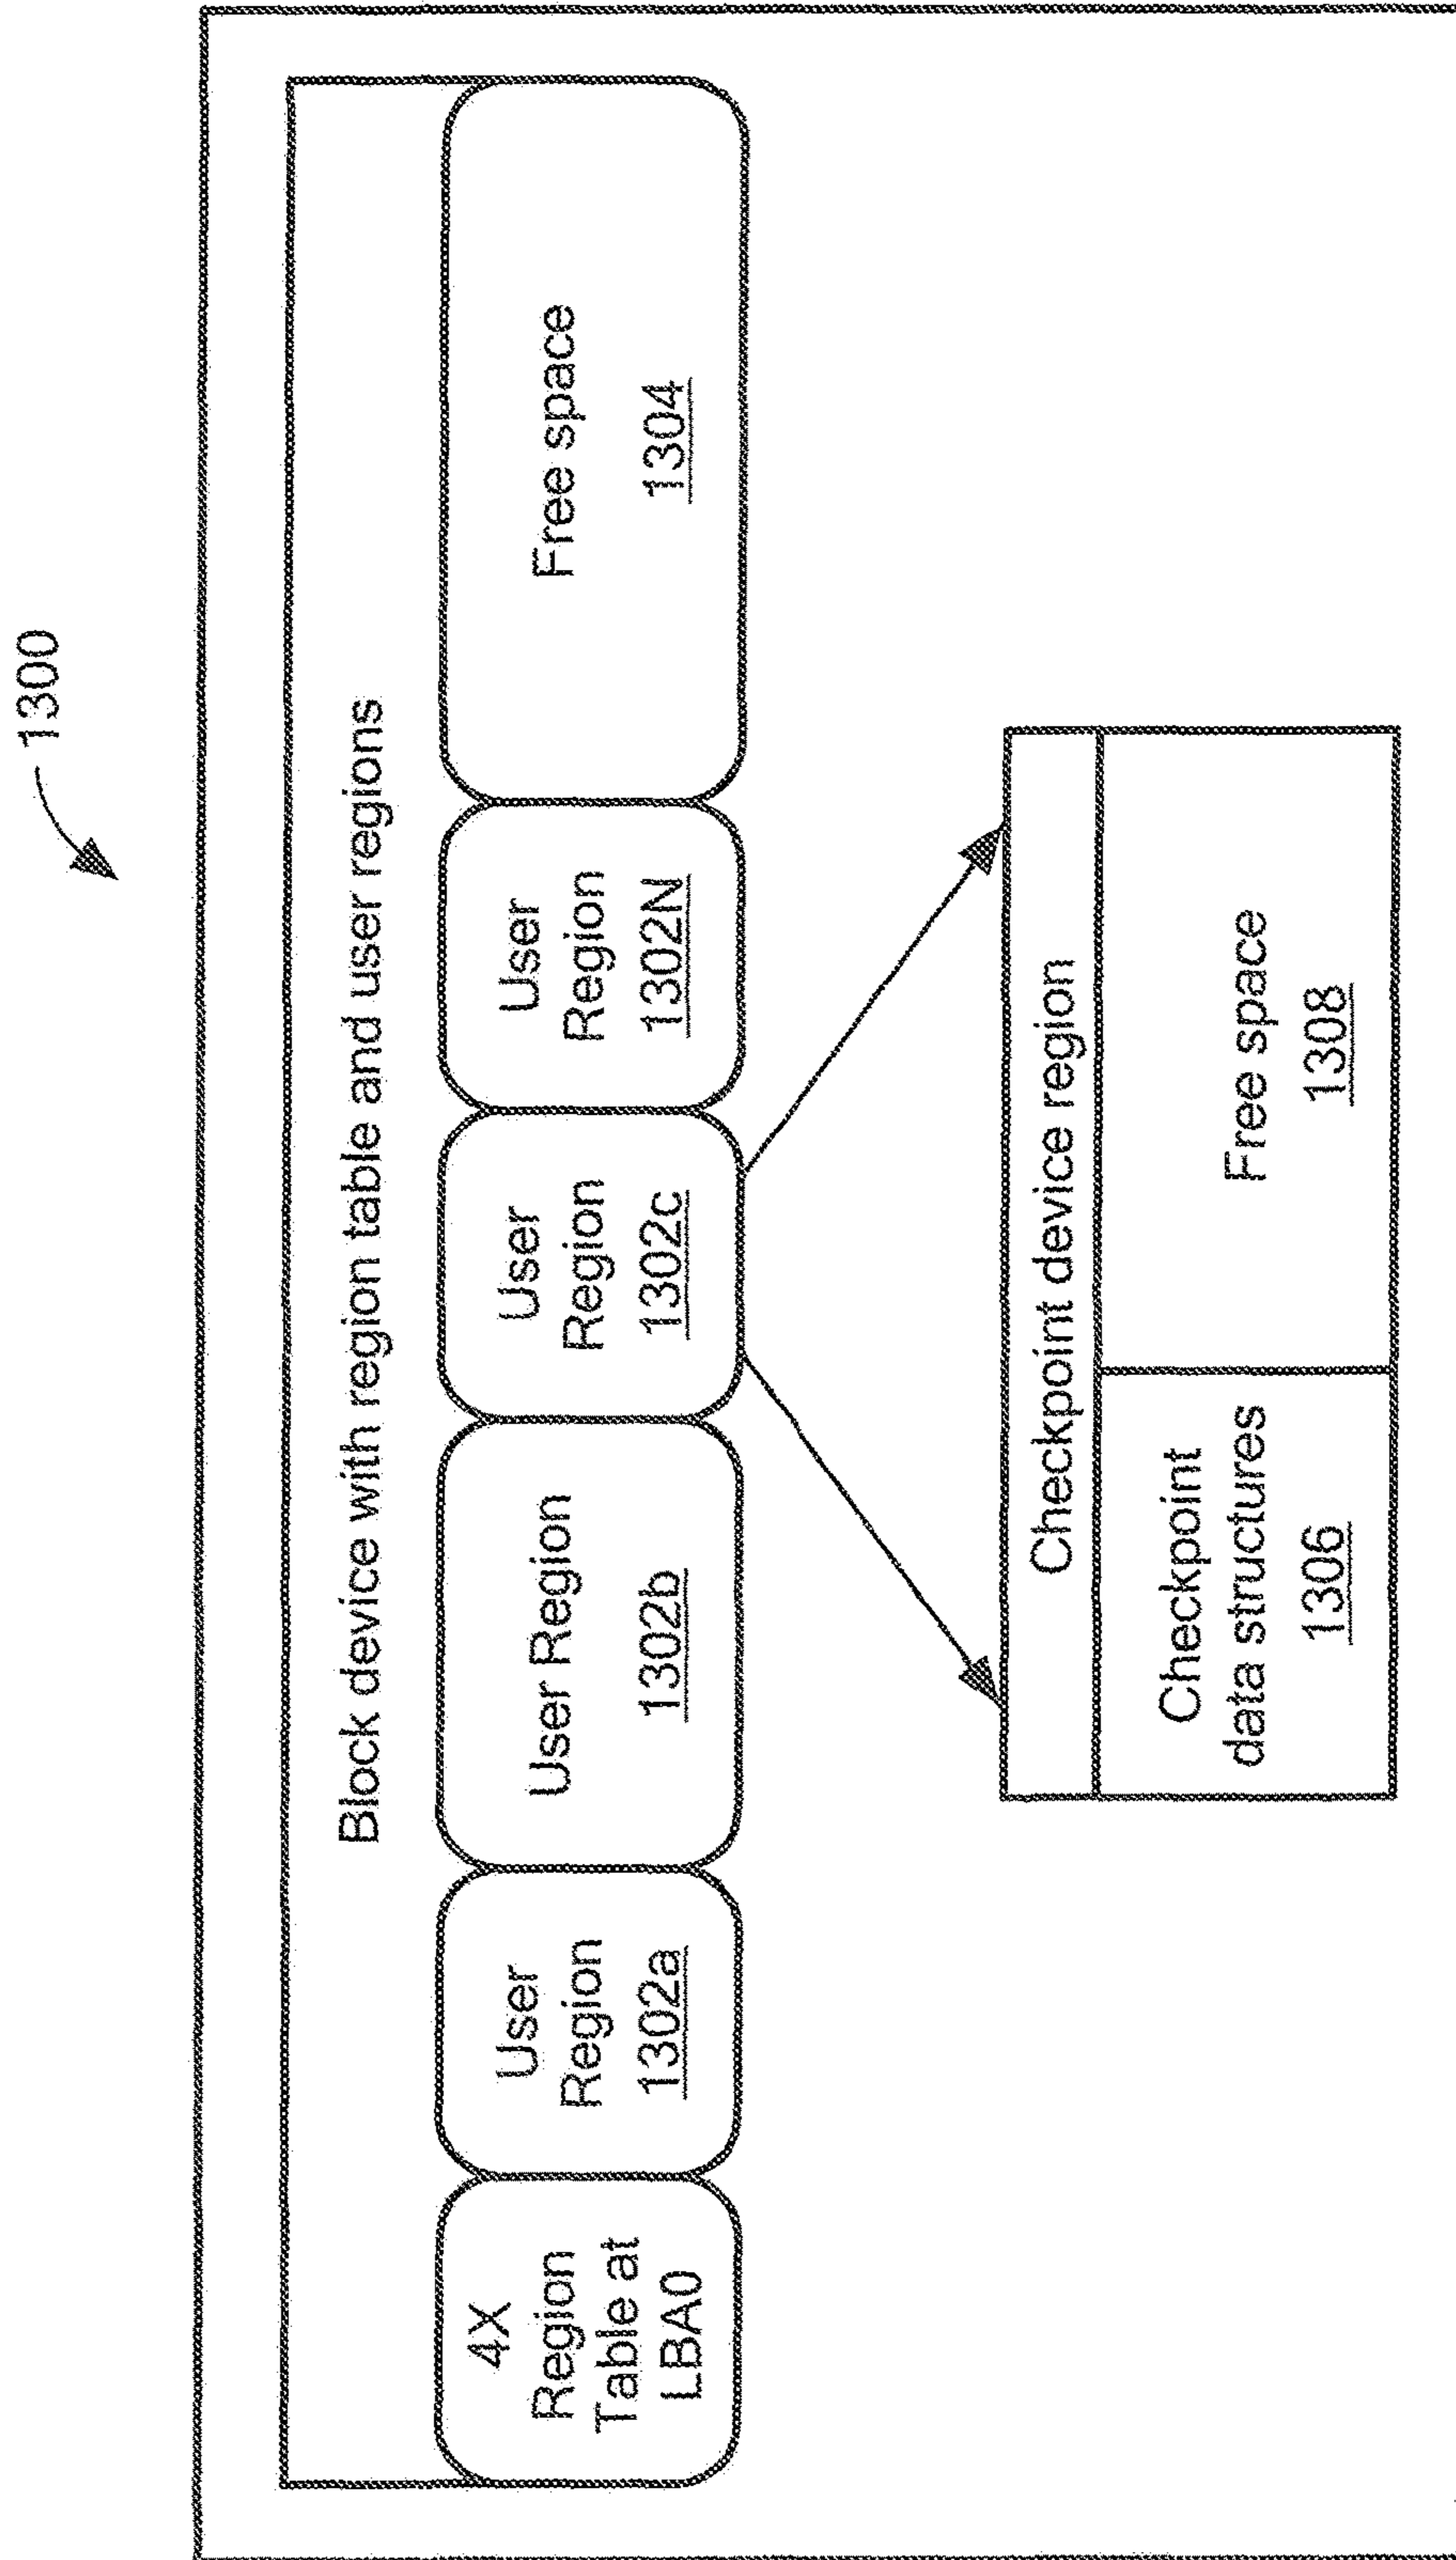 1300
Block device with region table and user regions
4X
Region
Table at
LBA0
User
Region
1302a
User Region
1302b
User
Region
1302c
User
Region
1302N
Free space
1304
Checkpoint device region
Checkpoint
data structures
1306
Free space
1308